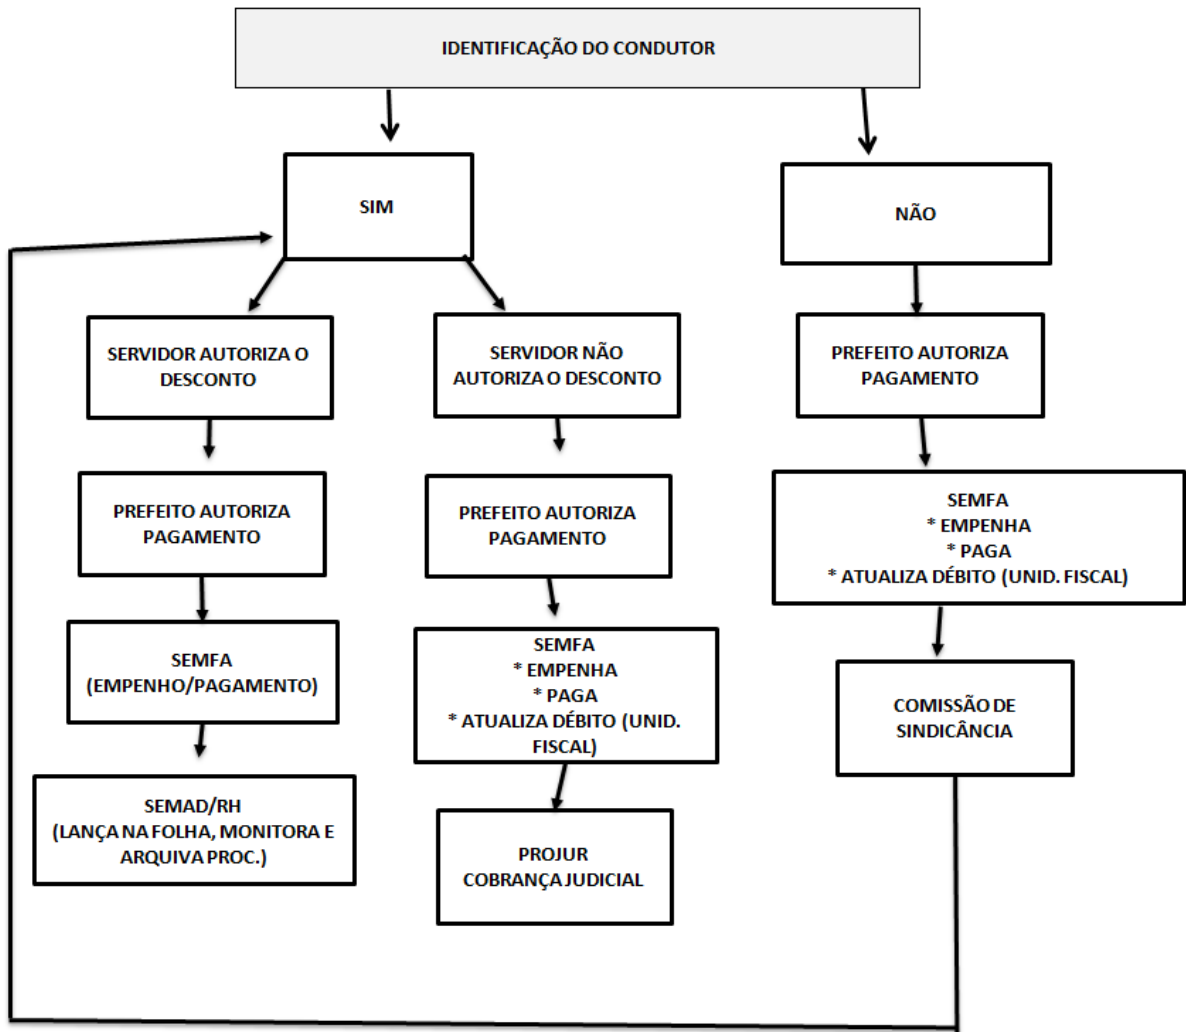 IDENTIFICAÇÃO DO CONDUTOR
SIM
NÃO
SERVIDOR AUTORIZA O
DESCONTO
SERVIDOR NÃO
AUTORIZA O DESCONTO
PREFEITO AUTORIZA
PAGAMENTO
PREFEITO AUTORIZA
PAGAMENTO
PREFEITO AUTORIZA
PAGAMENTO
SEMFA
* EMPENHA
* PAGA
* ATUALIZA DÉBITO (UNID. FISCAL)
SEMFA
(EMPENHO/PAGAMENTO)
SEMFA
* EMPENHA
* PAGA
* ATUALIZA DÉBITO (UNID.
FISCAL)
COMISSÃO DE
SINDICÂNCIA
SEMAD/RH
(LANÇA NA FOLHA, MONITORA E
ARQUIVA PROC.)
PROJUR
COBRANÇA JUDICIAL